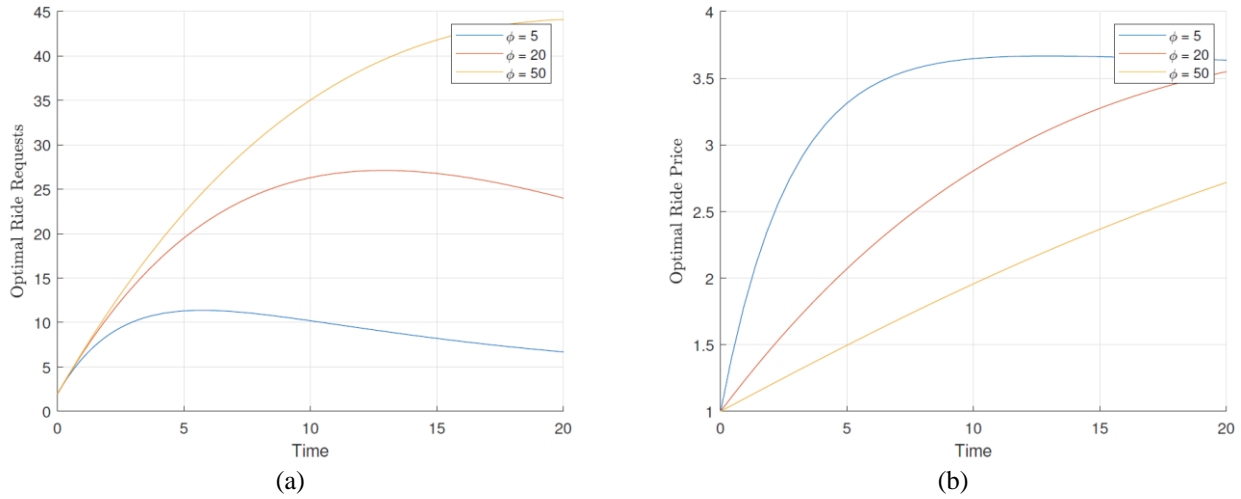 Optimal Ride Requests
45
40
35
30
25
20
15
10
5
0
0 5 10 15 20
Time
ϕ = 5
ϕ = 20
ϕ = 50
(a)
Optimal Ride Price
4
3.5
3
2.5
2
1.5
1
0 5 10 15 20
Time
ϕ = 5
ϕ = 20
ϕ = 50
(b)